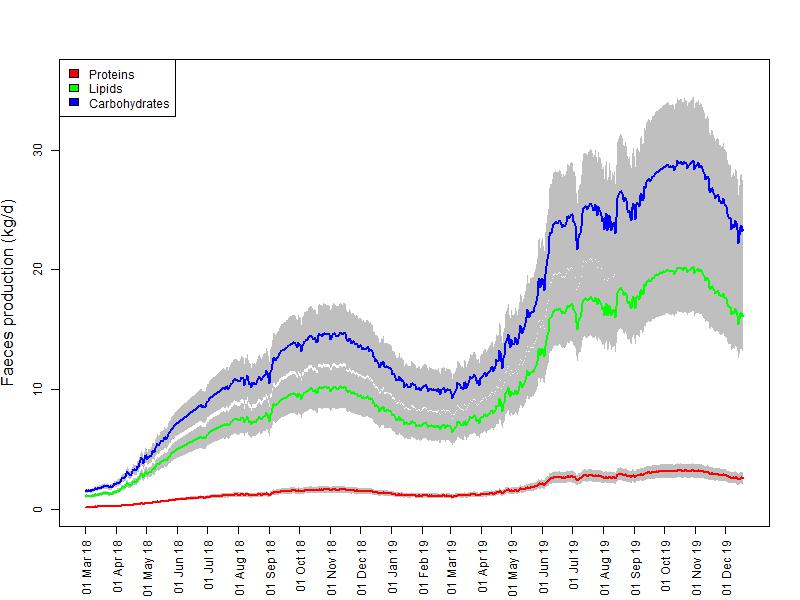 Proteins
Lipids
Carbohydrates
Faeces production (kg/d)
30
20
10
0
01 Mar 18
01 Apr 18
01 May 18
01 Jun 18
01 Jul 18
01 Aug 18
01 Sep 18
01 Oct 18
01 Nov 18
01 Dec 18
01 Jan 19
01 Feb 19
01 Mar 19
01 Apr 19
01 May 19
01 Jun 19
01 Jul 19
01 Aug 19
01 Sep 19
01 Oct 19
01 Nov 19
01 Dec 19